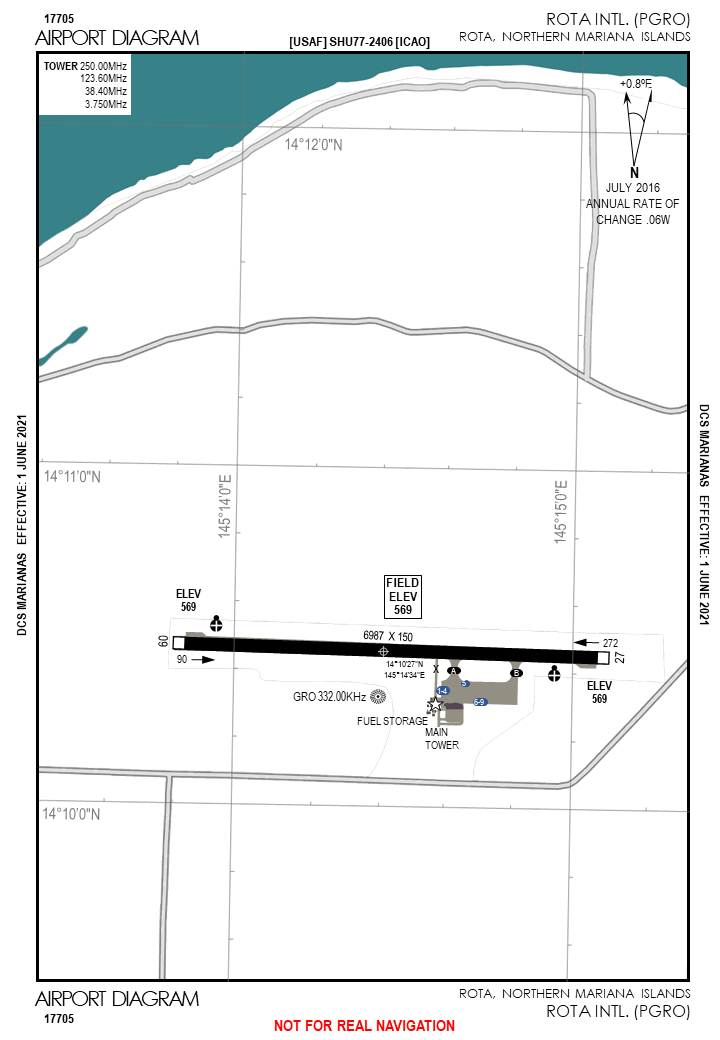 17705
AIRPORT DIAGRAM
[USAF] SHU77-2406 [ICAO]
ROTA INTL. (PGRO)
ROTA, NORTHERN MARIANA ISLANDS
TOWER 250.00MHz
123.60MHz
38.40MHz
3.750MHz
+0.8ºE
N
JULY 2016
ANNUAL RATE OF
CHANGE .06W
14°12'0"N
14°11'0"N
145°14'0"E
145°15'0"E
DCS MARIANAS EFFECTIVE: 1 JUNE 2021
DCS MARIANAS EFFECTIVE: 1 JUNE 2021
FIELD
ELEV
569
ELEV
569
09
90
6987 X 150
272
27
14°10'27"N
145°14'34"E
X
A
B
ELEV
569
1-4
5
6-9
GRO 332.00KHz
FUEL STORAGE
MAIN
TOWER
14°10'0"N
AIRPORT DIAGRAM
17705
NOT FOR REAL NAVIGATION
ROTA, NORTHERN MARIANA ISLANDS
ROTA INTL. (PGRO)